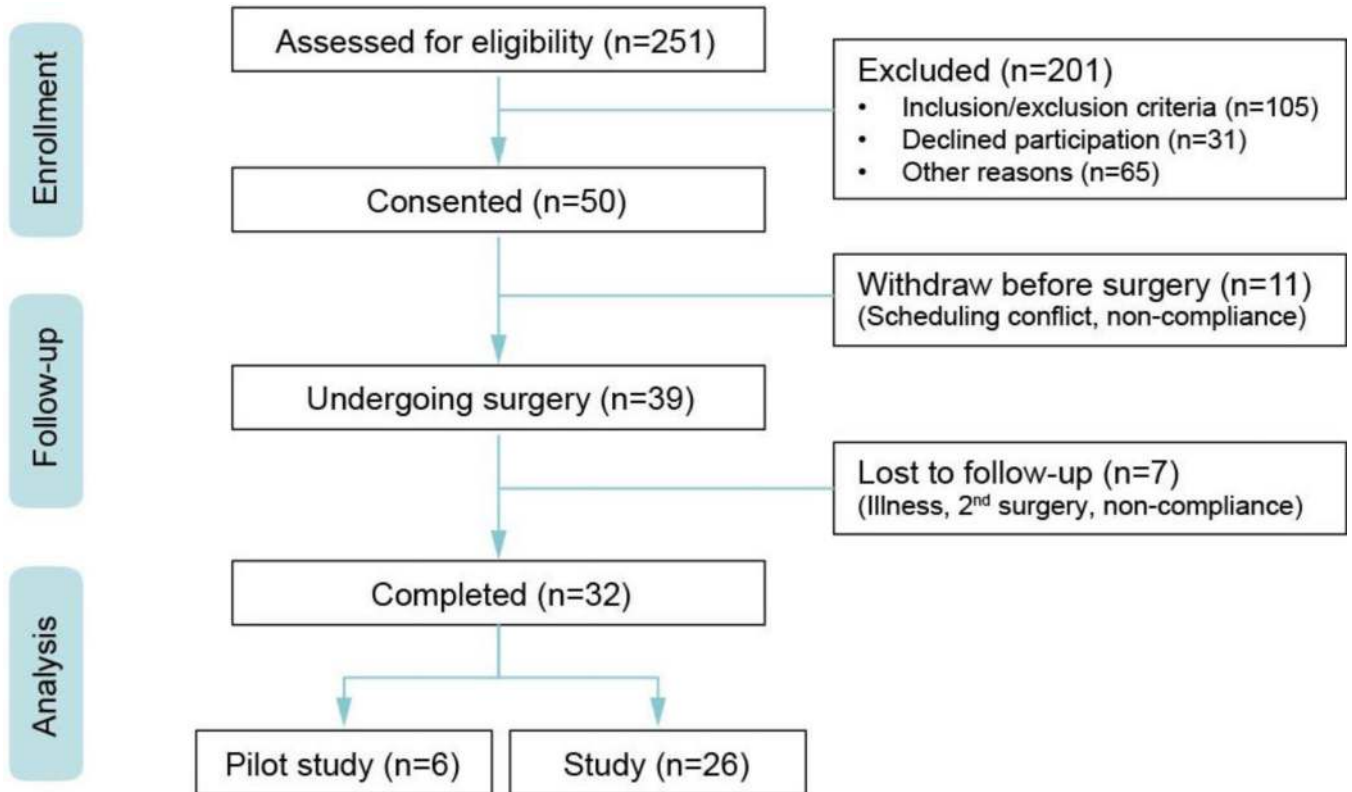 Enrollment
Assessed for eligibility (n=251)
Excluded (n=201)
• Inclusion/exclusion criteria (n=105)
• Declined participation (n=31)
• Other reasons (n=65)
Consented (n=50)
Withdraw before surgery (n=11)
(Scheduling conflict, non-compliance)
Follow-up
Undergoing surgery (n=39)
Lost to follow-up (n=7)
(Illness, 2nd surgery, non-compliance)
Analysis
Completed (n=32)
Pilot study (n=6)
Study (n=26)